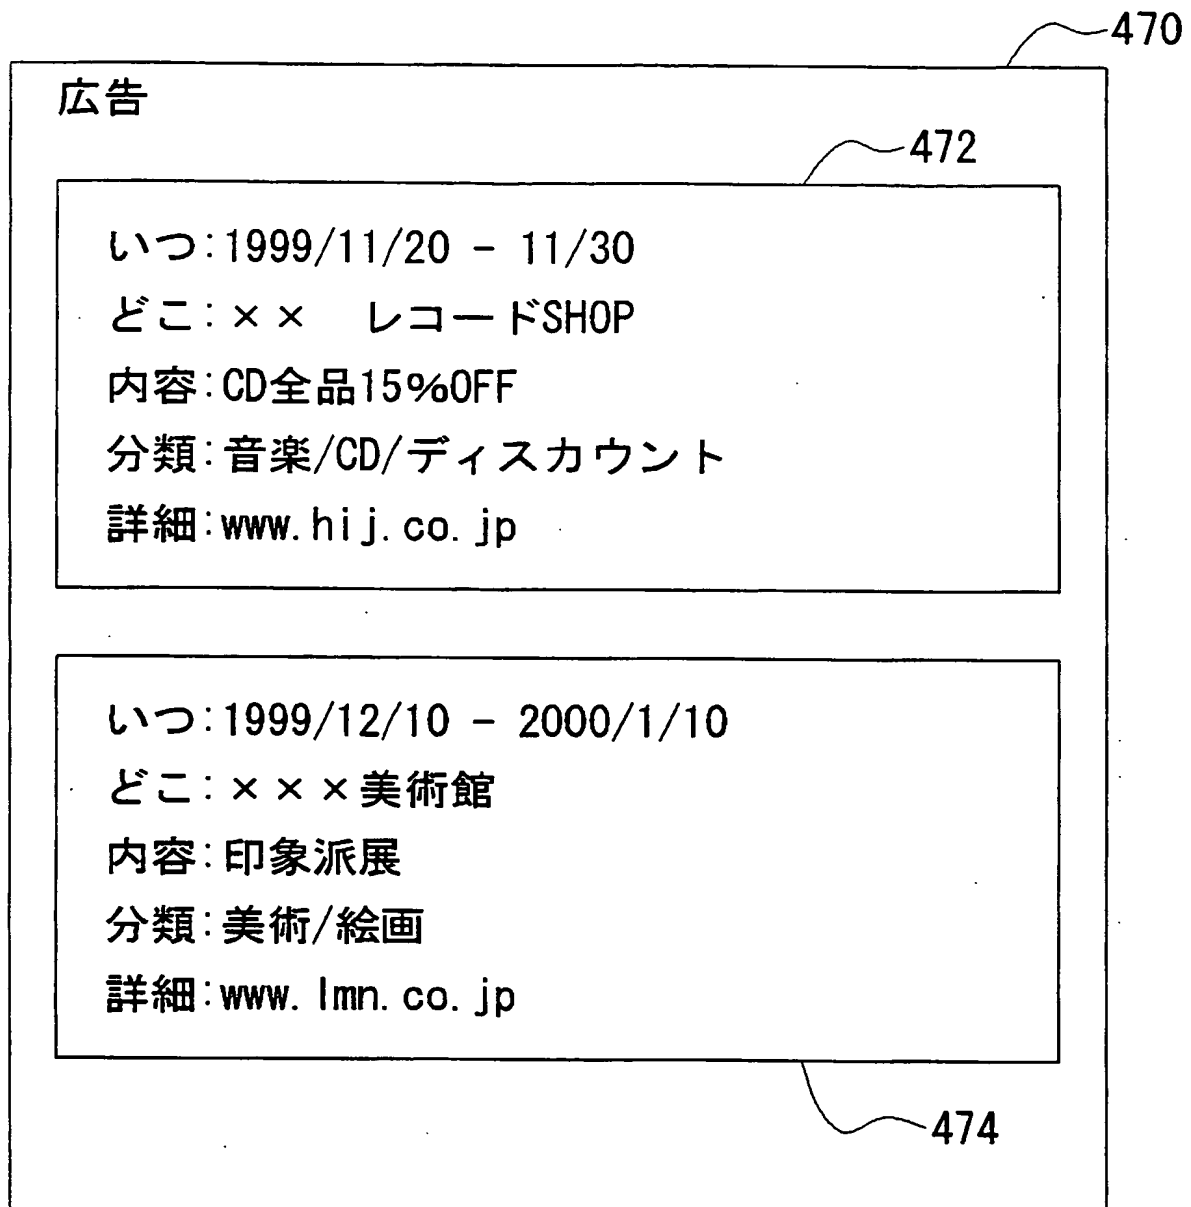 470
広告
472
いつ:1999/11/20 - 11/30
どこ:×× レコードSHOP
内容:CD全品15%OFF
分類:音楽/CD/ディスカウント
詳細:www.hij.co.jp
いつ:1999/12/10 - 2000/1/10
どこ:×××美術館
内容:印象派展
分類:美術/絵画
詳細:www.lmn.co.jp
474